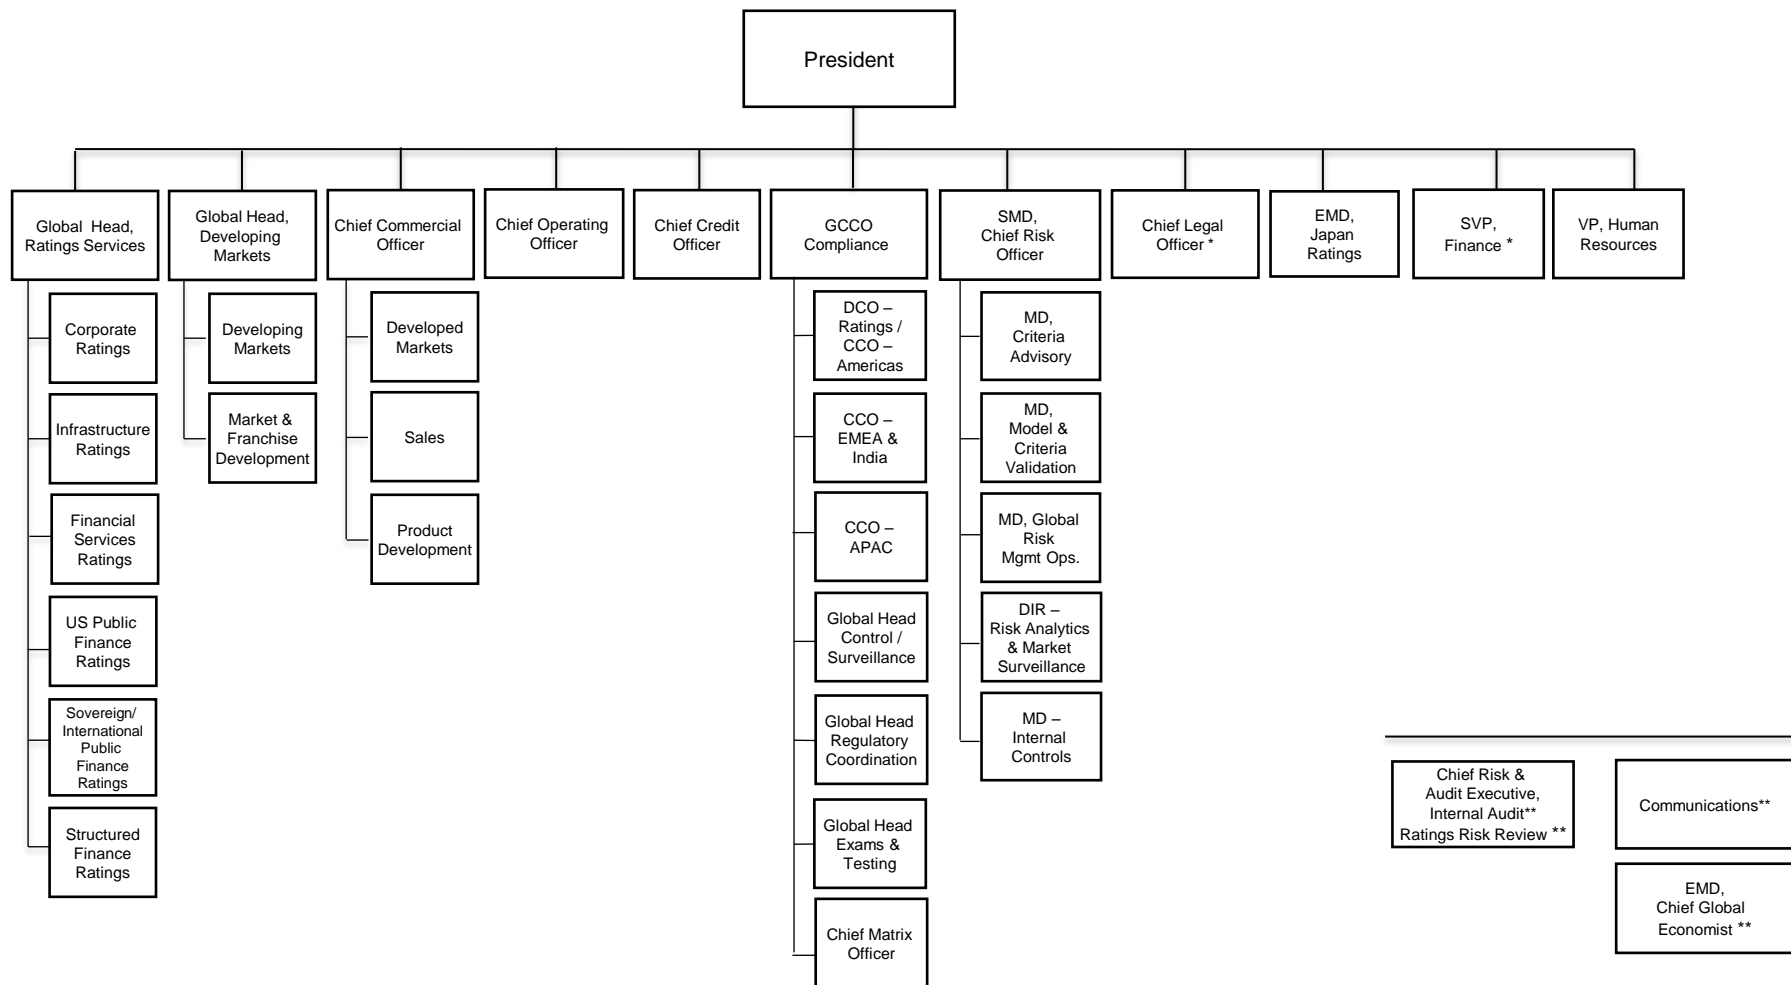 President
Global Head,
Ratings Services
Global Head,
Developing
Markets
Chief Commercial
Officer
Chief Operating
Officer
Chief Credit
Officer
GCCO
Compliance
SMD,
Chief Risk
Officer
Chief Legal
Officer *
EMD,
Japan
Ratings
SVP,
Finance *
VP, Human
Resources
Corporate
Ratings
Infrastructure
Ratings
Financial
Services
Ratings
US Public
Finance
Ratings
Sovereign/
International
Public
Finance
Ratings
Structured
Finance
Ratings
Developing
Markets
Market &
Franchise
Development
Developed
Markets
Sales
Product
Development
DCO –
Ratings /
CCO –
Americas
CCO –
EMEA &
India
CCO –
APAC
Global Head
Control /
Surveillance
Global Head
Regulatory
Coordination
Global Head
Exams &
Testing
Chief Matrix
Officer
MD,
Criteria
Advisory
MD,
Model &
Criteria
Validation
MD, Global
Risk
Mgmt Ops.
DIR –
Risk Analytics
& Market
Surveillance
MD –
Internal
Controls
Chief Risk &
Audit Executive,
Internal Audit**
Ratings Risk Review **
Communications**
EMD,
Chief Global
Economist **